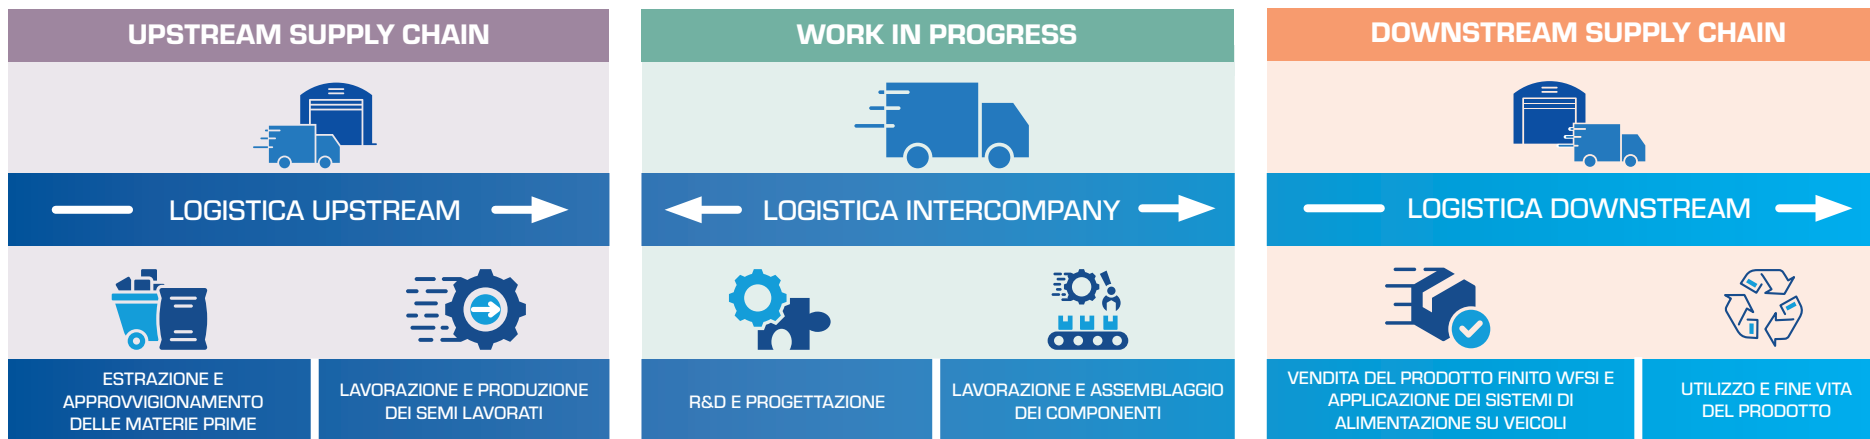 UPSTREAM SUPPLY CHAIN
LOGISTICA UPSTREAM
ESTRAZIONE E
APPROVVIGIONAMENTO
DELLE MATERIE PRIME
LAVORAZIONE E PRODUZIONE
DEI SEMI LAVORATI
WORK IN PROGRESS
LOGISTICA INTERCOMPANY
R&D E PROGETTAZIONE
LAVORAZIONE E ASSEMBLAGGIO
DEI COMPONENTI
DOWNSTREAM SUPPLY CHAIN
LOGISTICA DOWNSTREAM
VENDITA DEL PRODOTTO FINITO WFSI E
APPLICAZIONE DEI SISTEMI DI
ALIMENTAZIONE SU VEICOLI
UTILIZZO E FINE VITA
DEL PRODOTTO